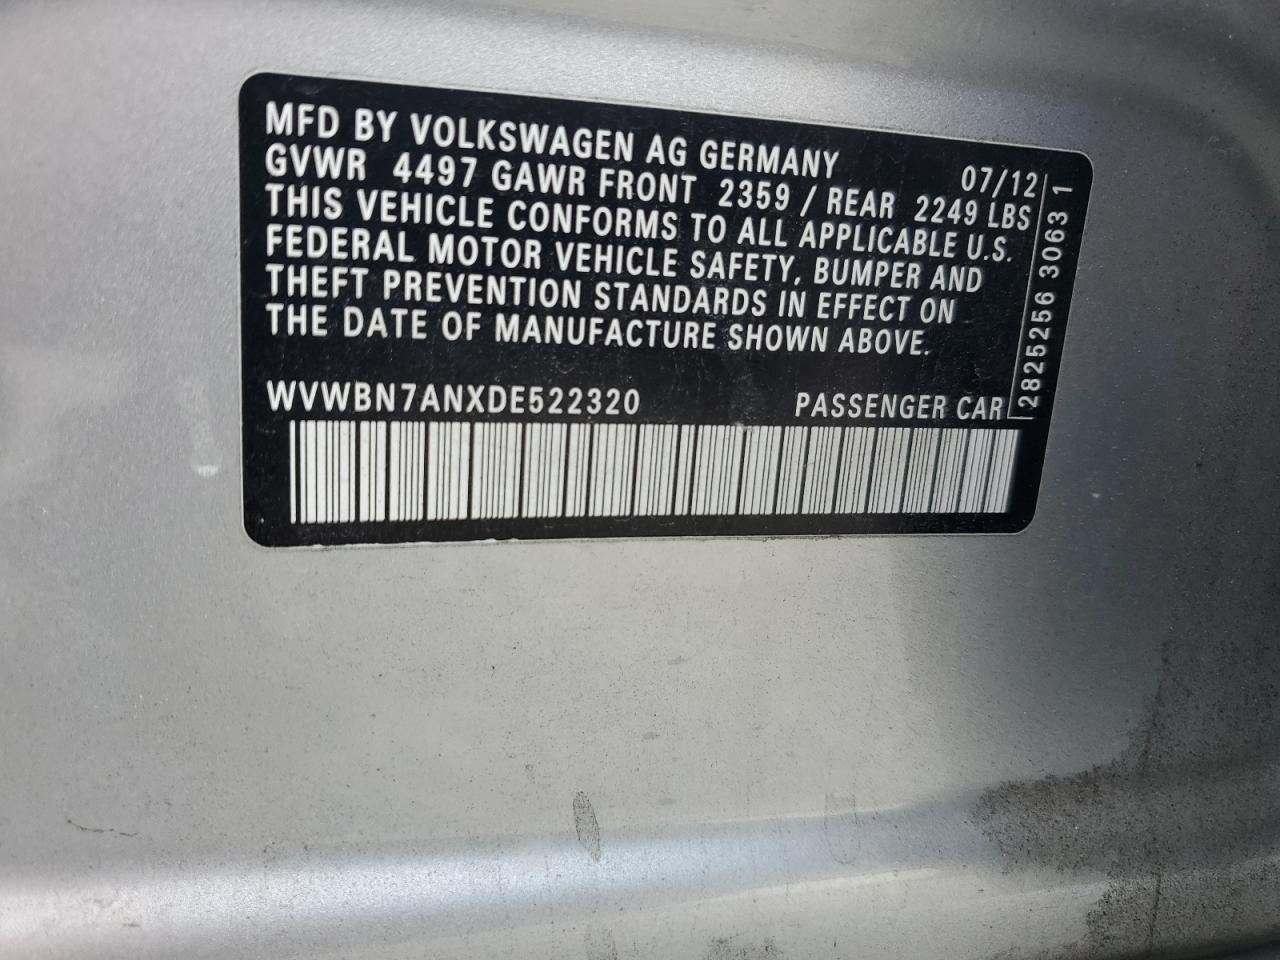 MFD BY VOLKSWAGEN AG GERMANY 07/12
GVWR 4497 GAWR FRONT 2359 / REAR 2249 LBS
THIS VEHICLE CONFORMS TO ALL APPLICABLE U.S.
FEDERAL MOTOR VEHICLE SAFETY, BUMPER AND
THEFT PREVENTION STANDARDS IN EFFECT ON
THE DATE OF MANUFACTURE SHOWN ABOVE.
WVWBN7ANXDE522320 PASSENGER CAR
2825256 3063 1